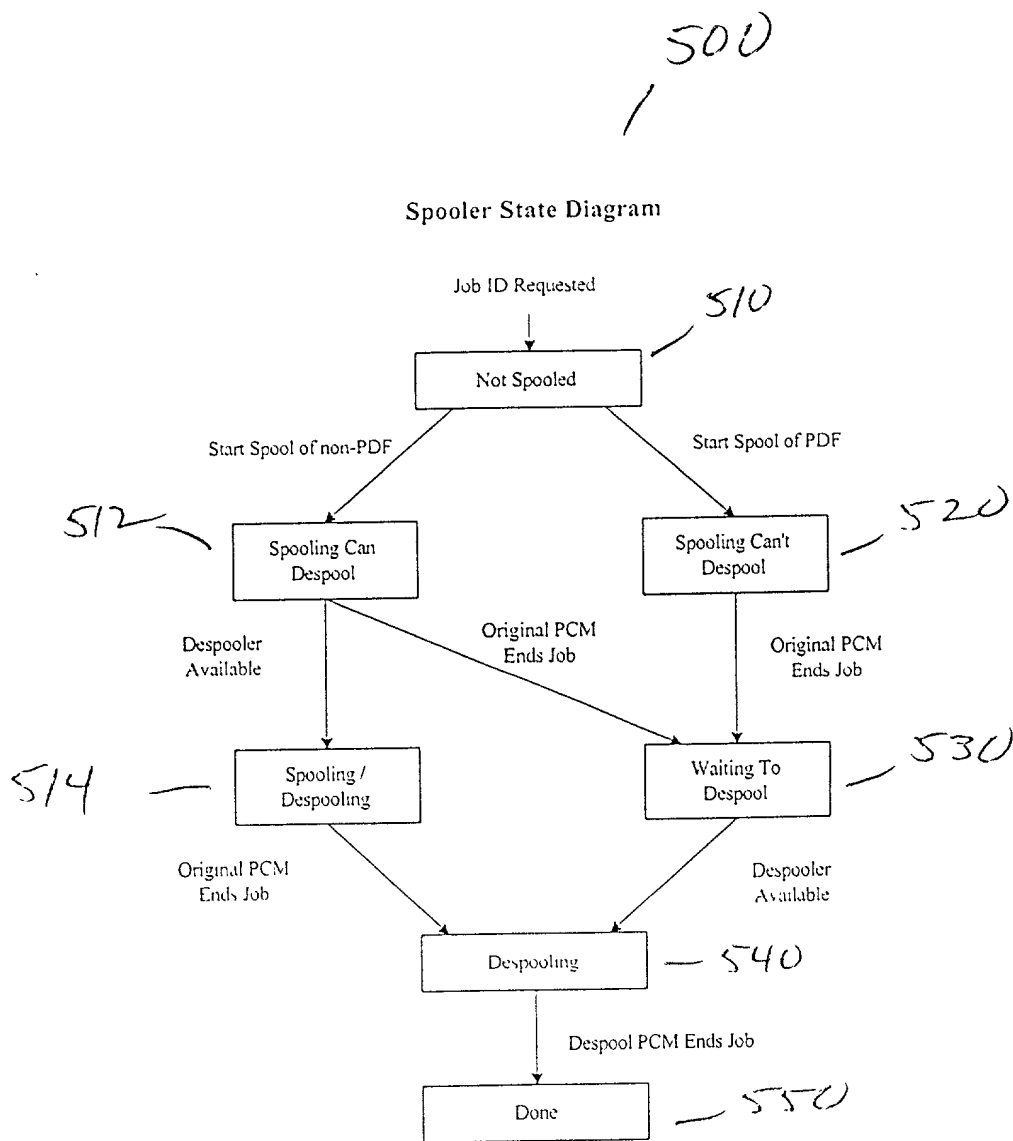 500
Spooler State Diagram
Job ID Requested
510
Not Spooled
Start Spool of non-PDF
Start Spool of PDF
512
520
Spooling Can
Despool
Spooling Can't
Despool
Despooler
Available
Original PCM
Ends Job
Original PCM
Ends Job
514
530
Spooling /
Despooling
Waiting To
Despool
Original PCM
Ends Job
Despooler
Available
Despooling
540
Despool PCM Ends Job
Done
550